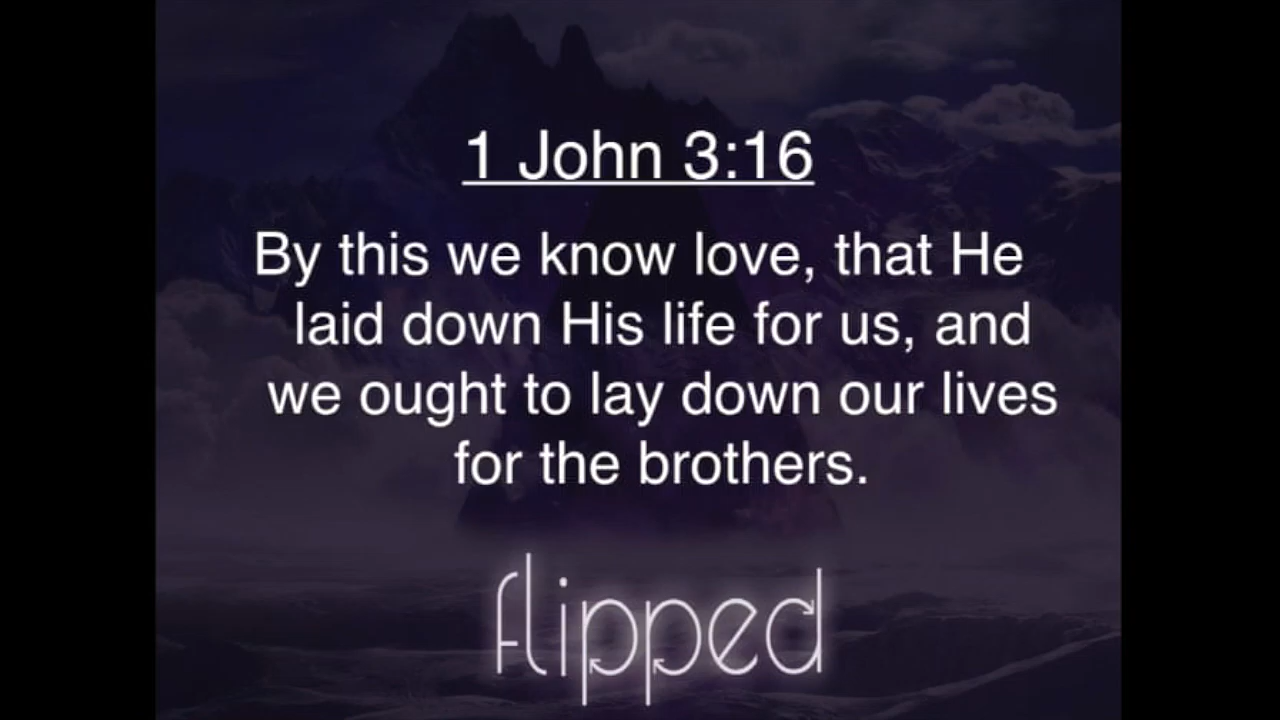 1 John 3:16
By this we know love, that He
laid down His life for us, and
we ought to lay down our lives
for the brothers.
flipped